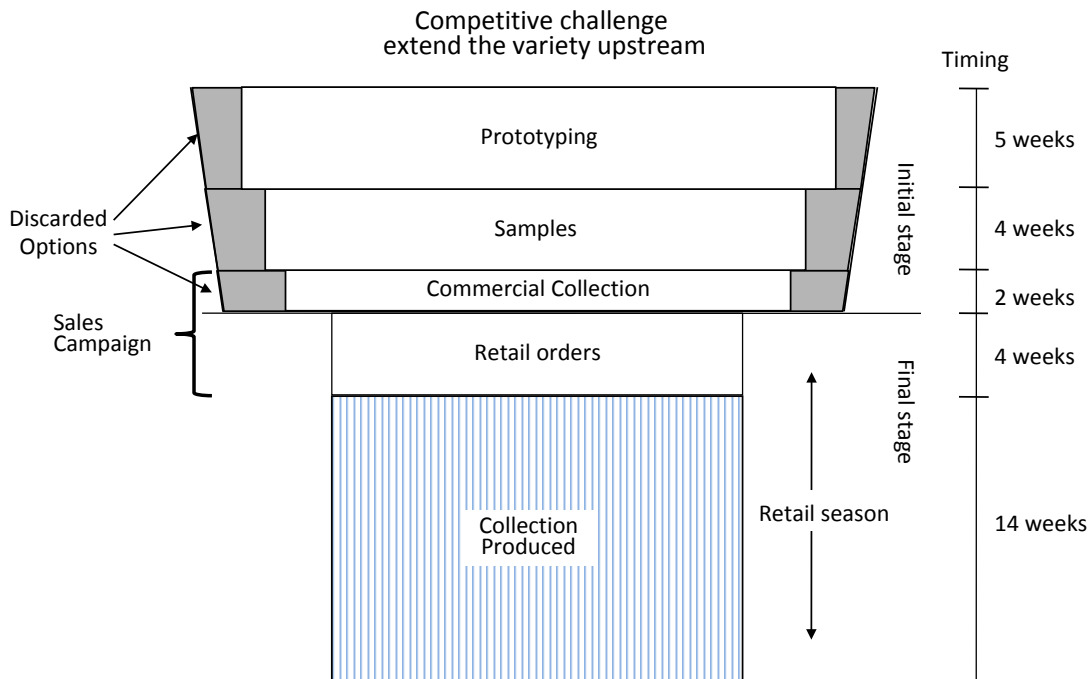 Competitive challenge
extend the variety upstream
Timing
Prototyping
5 weeks
Initial stage
Discarded
Options
Samples
4 weeks
Commercial Collection
2 weeks
Sales
Campaign
Retail orders
4 weeks
Final stage
Retail season
Collection
Produced
14 weeks